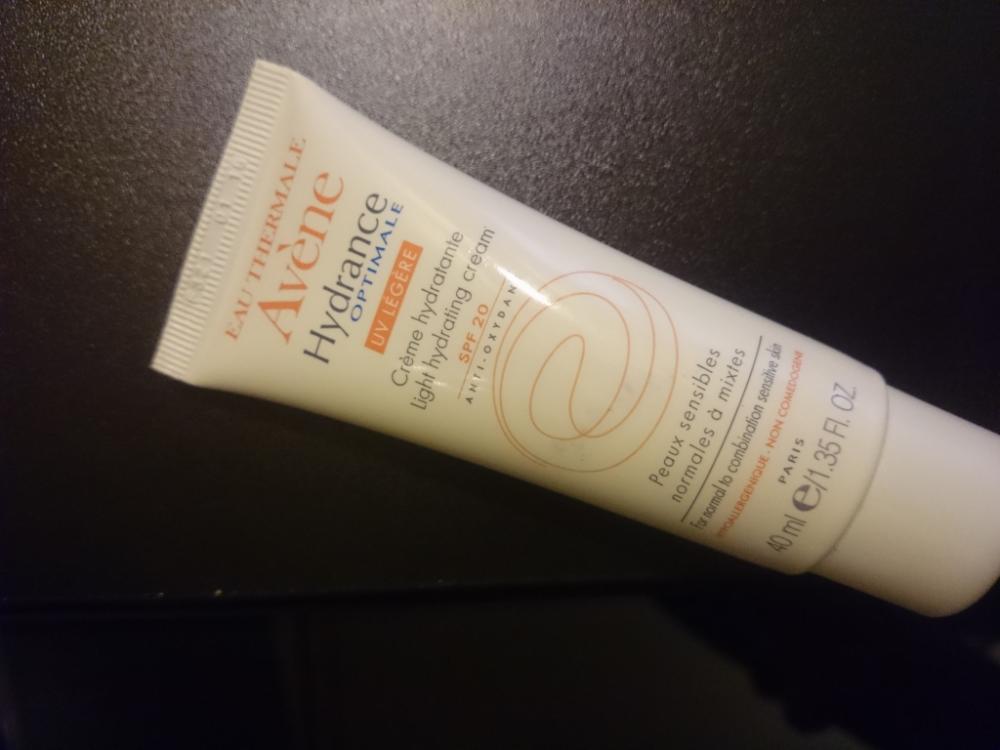 EAU THERMALE
Avène
Hydrance
OPTIMALE
UV LÉGÈRE
Crème hydratante
Light hydrating cream
SPF 20
ANTI-OXYDAN
Peaux sensibles
normales à mixtes
For normal to combination sensitive skin
HYPOALLERGENIQUE - NON COMEDOGENE
PARIS
40 ml e/1.35 Fl. OZ.